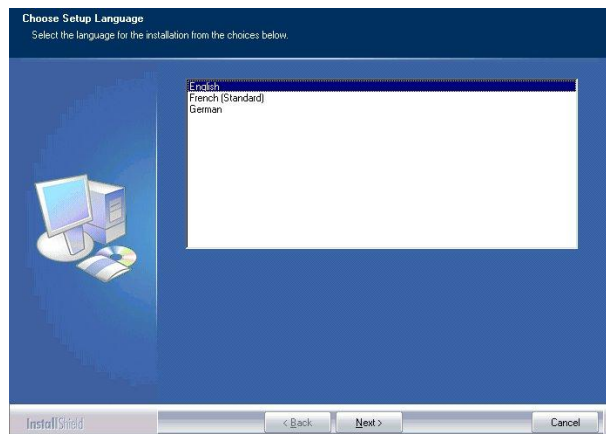 Choose Setup Language
Select the language for the installation from the choices below.
English
French (Standard)
German
InstallShield
< Back
Next >
Cancel